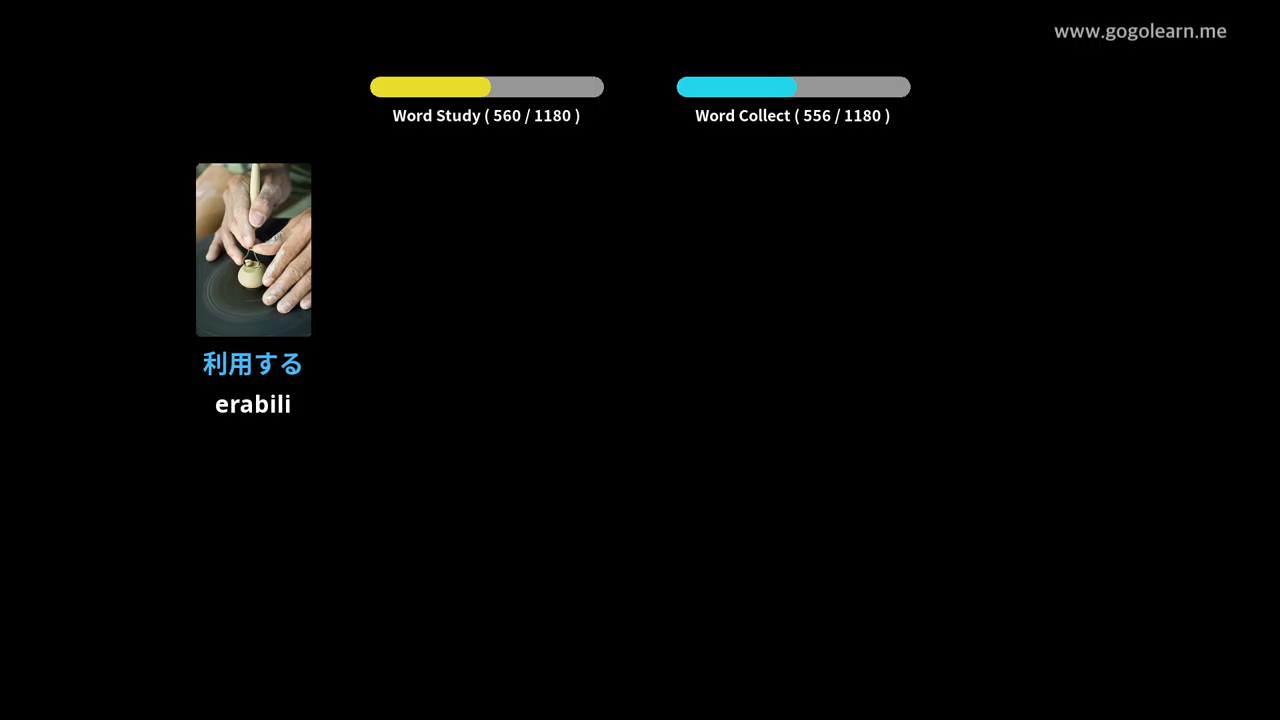 www.gogolearn.me
Word Study ( 560 / 1180 )
Word Collect ( 556 / 1180 )
利用する
erabili